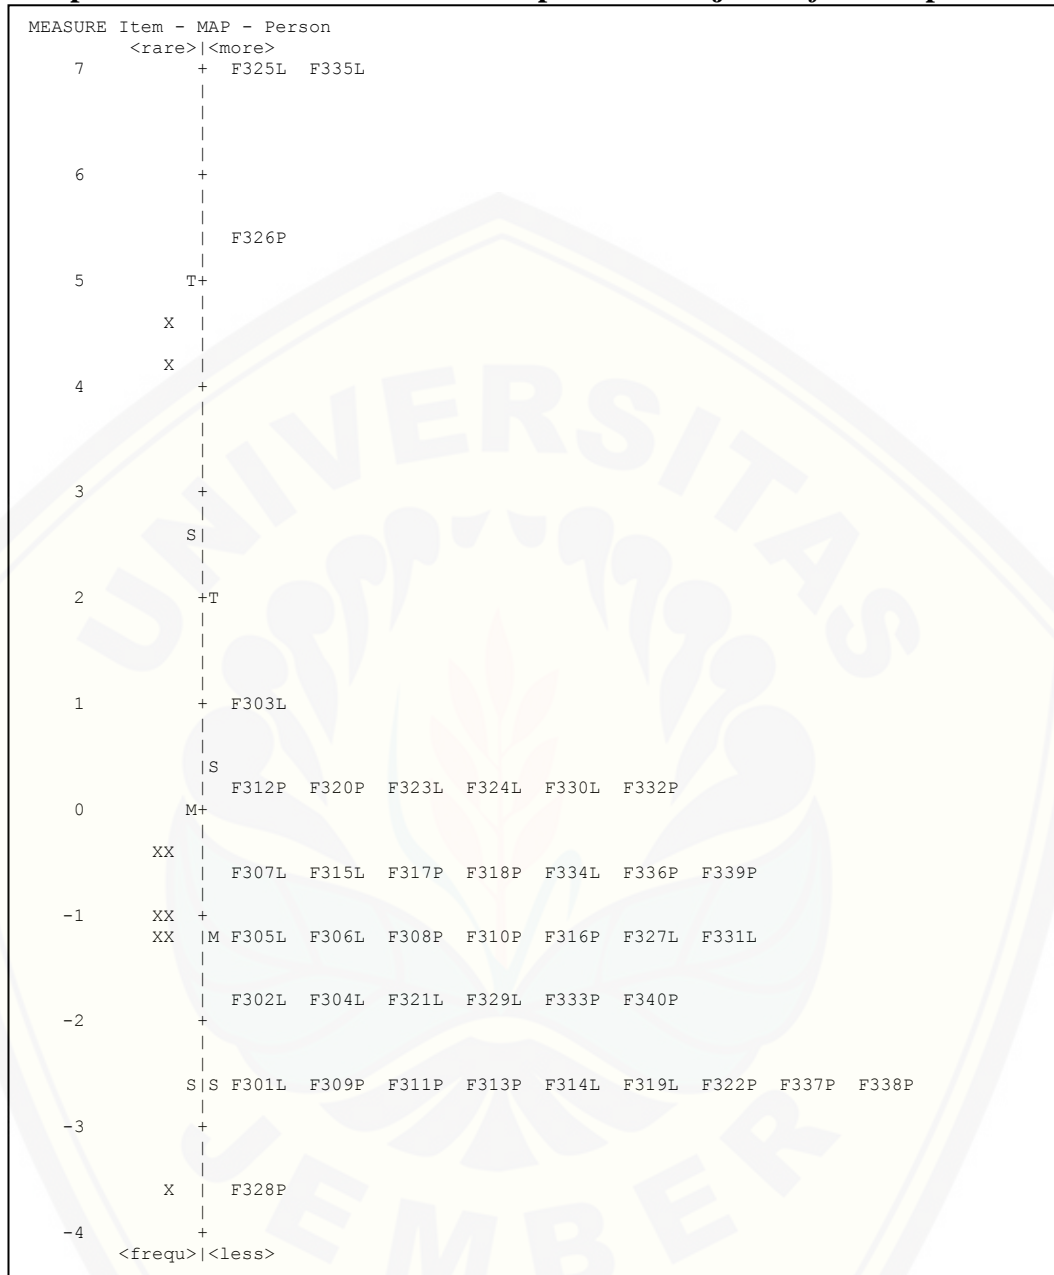 MEASURE Item - MAP - Person
<rare>|<more>
7 + F325L F335L
|
|
|
|
6 +
|
|
| F326P
|
5 T+
|
X |
|
X |
4 +
|
|
|
|
3 +
|
S|
|
|
2 +T
|
|
|
|
1 + F303L
|
|
|S
| F312P F320P F323L F324L F330L F332P
0 M+
|
XX |
| F307L F315L F317P F318P F334L F336P F339P
|
-1 XX +
XX |M F305L F306L F308P F310P F316P F327L F331L
|
|
| F302L F304L F321L F329L F333P F340P
-2 +
|
|
S|S F301L F309P F311P F313P F314L F319L F322P F337P F338P
|
-3 +
|
|
X | F328P
|
-4 +
<frequ>|<less>
UNIVERSITAS
JEMBER